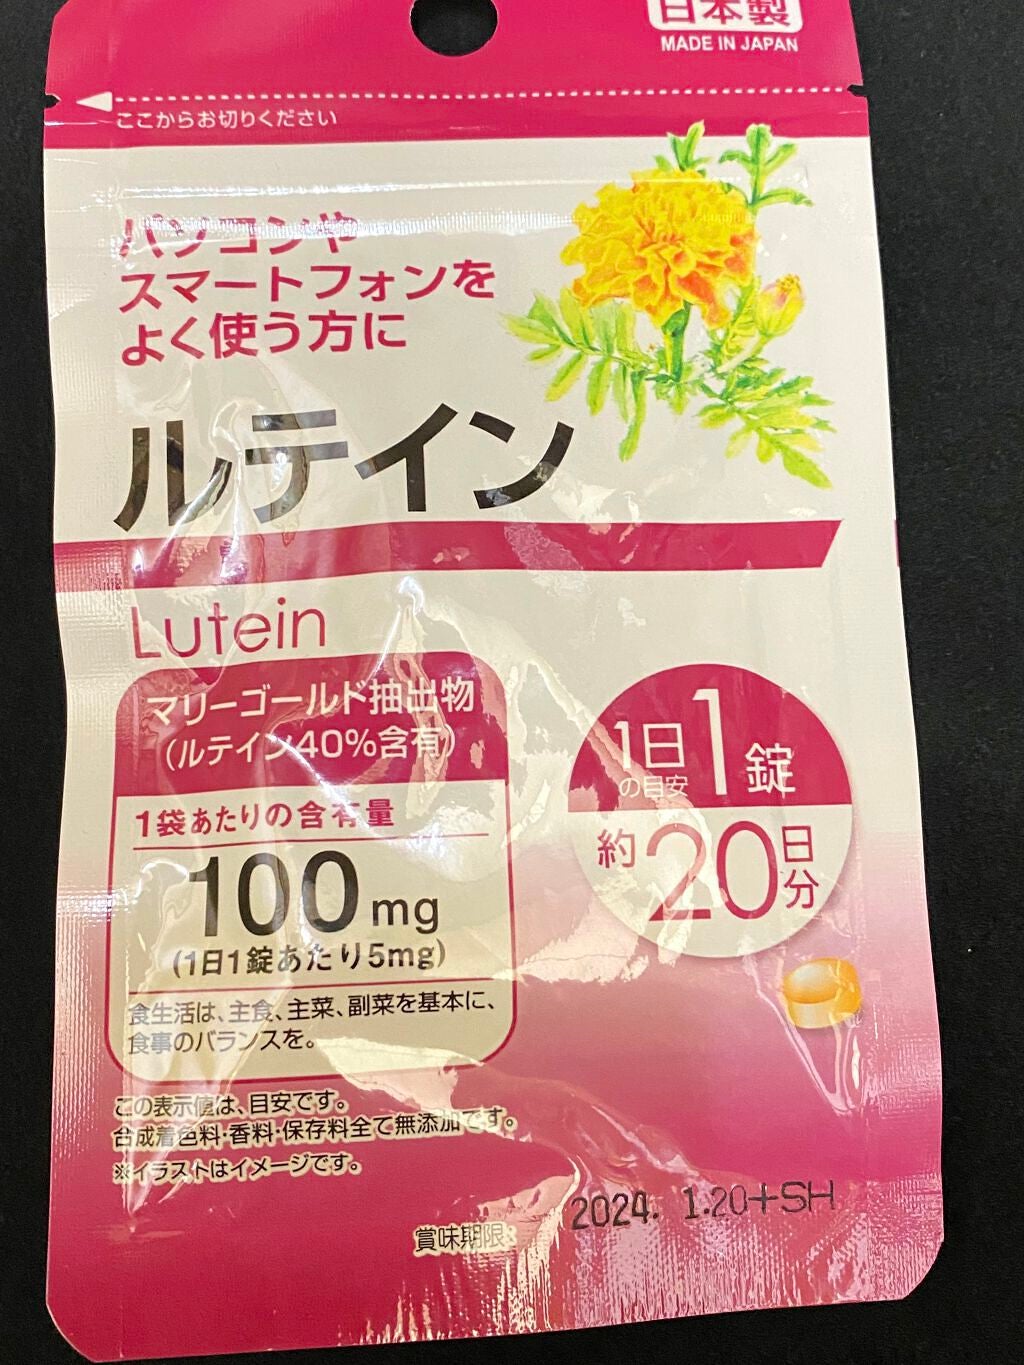 日本製
MADE IN JAPAN
ここからお切りください
パソコンや
スマートフォンを
よく使う方に
ルテイン
Lutein
マリーゴールド抽出物
(ルテイン40%含有)
1袋あたりの含有量
100mg
(1日1錠あたり5mg)
食生活は、主食、主菜、副菜を基本に、
食事のバランスを。
1日の目安1錠
約20日分
この表示値は、目安です。
合成着色料・香料・保存料全て無添加です。
※イラストはイメージです。
賞味期限:
2024. 1.20+SH